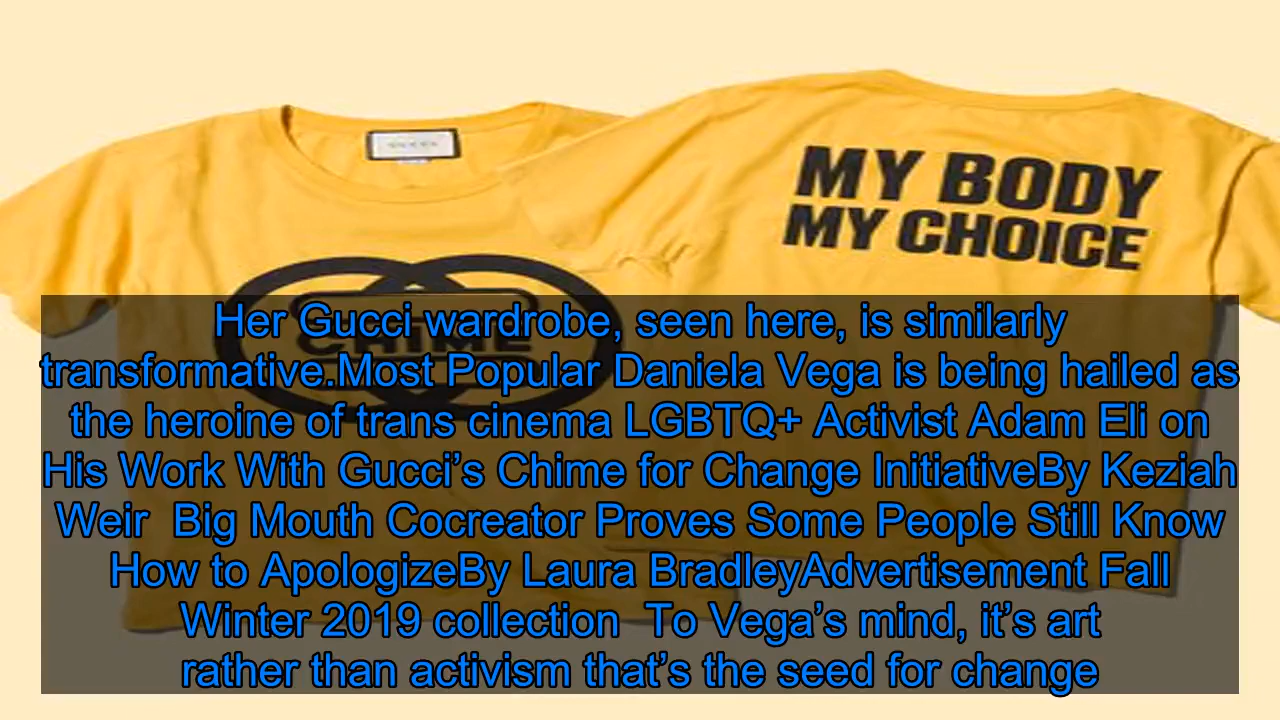 GUCCI
MY BODY
MY CHOICE
CHIME
Her Gucci wardrobe, seen here, is similarly
transformative.Most Popular Daniela Vega is being hailed as
the heroine of trans cinema LGBTQ+ Activist Adam Eli on
His Work With Gucci’s Chime for Change InitiativeBy Keziah
Weir  Big Mouth Cocreator Proves Some People Still Know
How to ApologizeBy Laura BradleyAdvertisement Fall
Winter 2019 collection  To Vega’s mind, it’s art
rather than activism that’s the seed for change